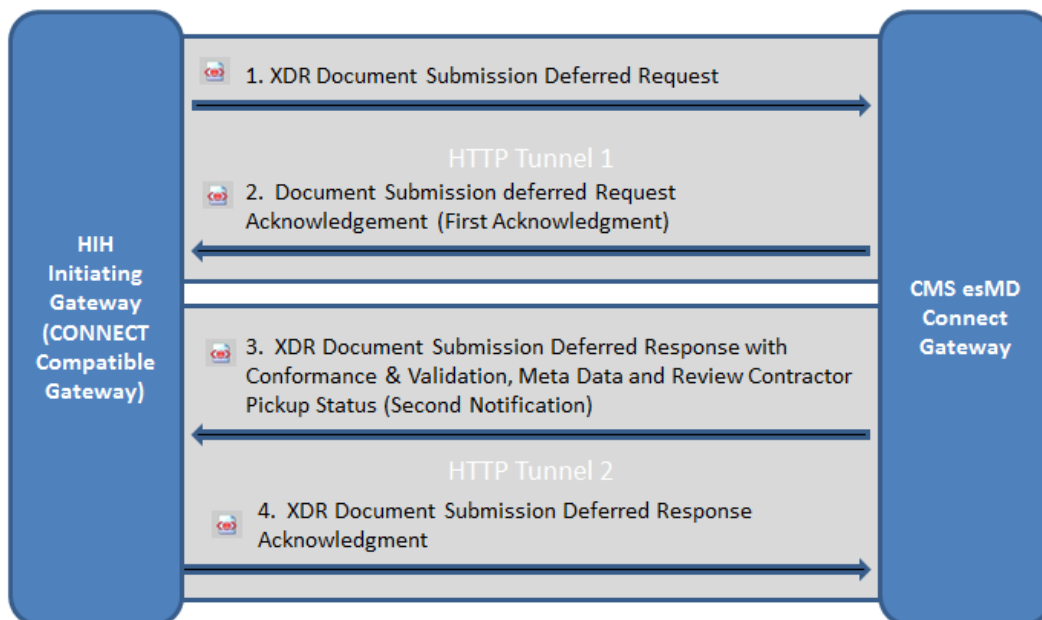 HIH
Initiating
Gateway
(CONNECT
Compatible
Gateway)
1. XDR Document Submission Deferred Request
HTTP Tunnel 1
2. Document Submission deferred Request
Acknowledgement (First Acknowledgment)
3. XDR Document Submission Deferred Response with
Conformance & Validation, Meta Data and Review Contractor
Pickup Status (Second Notification)
HTTP Tunnel 2
4. XDR Document Submission Deferred Response
Acknowledgment
CMS esMD
Connect
Gateway